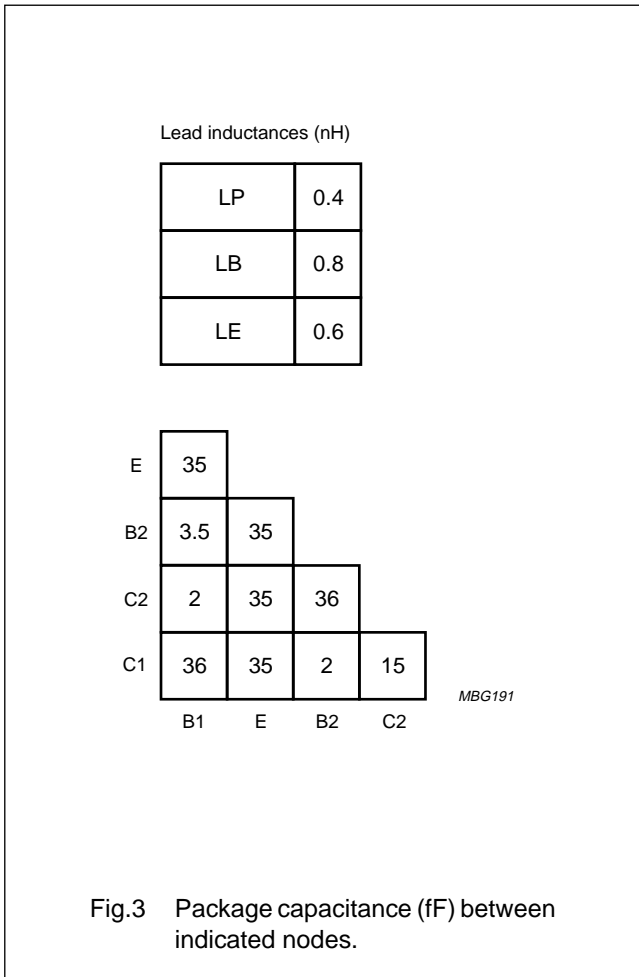 Lead inductances (nH)
LP 0.4
LB 0.8
LE 0.6
E 35
B2 3.5 35
C2 2 35 36
C1 36 35 2 15
MBG191
B1 E B2 C2
Fig.3 Package capacitance (fF) between
indicated nodes.